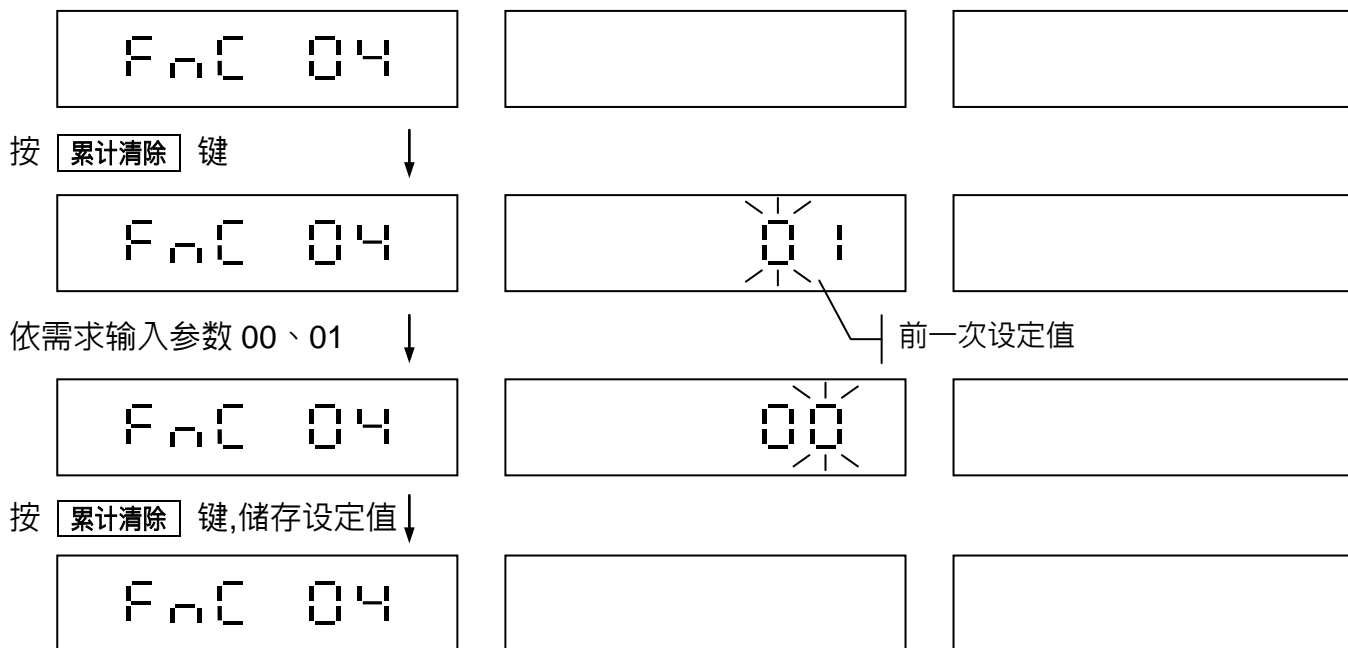 FnC 04
按 累计清除 键
FnC 04 01
依需求输入参数 00、01 前一次设定值
FnC 04 00
按 累计清除 键,储存设定值
FnC 04